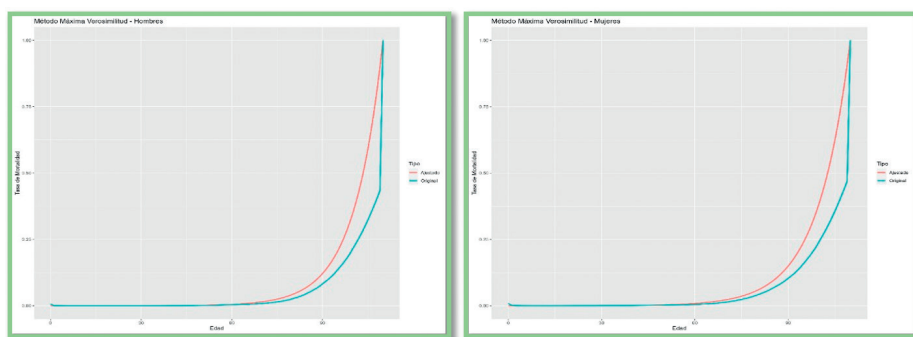 Método Máxima Verosimilitud - Hombres
1.00
0.75
0.50
0.25
0.00
Tasa de Mortalidad
0
30
60
90
Edad
Tipo
Ajustado
Original
Método Máxima Verosimilitud - Mujeres
1.00
0.75
0.50
0.25
0.00
Tasa de Mortalidad
0
30
60
90
Edad
Tipo
Ajustado
Original